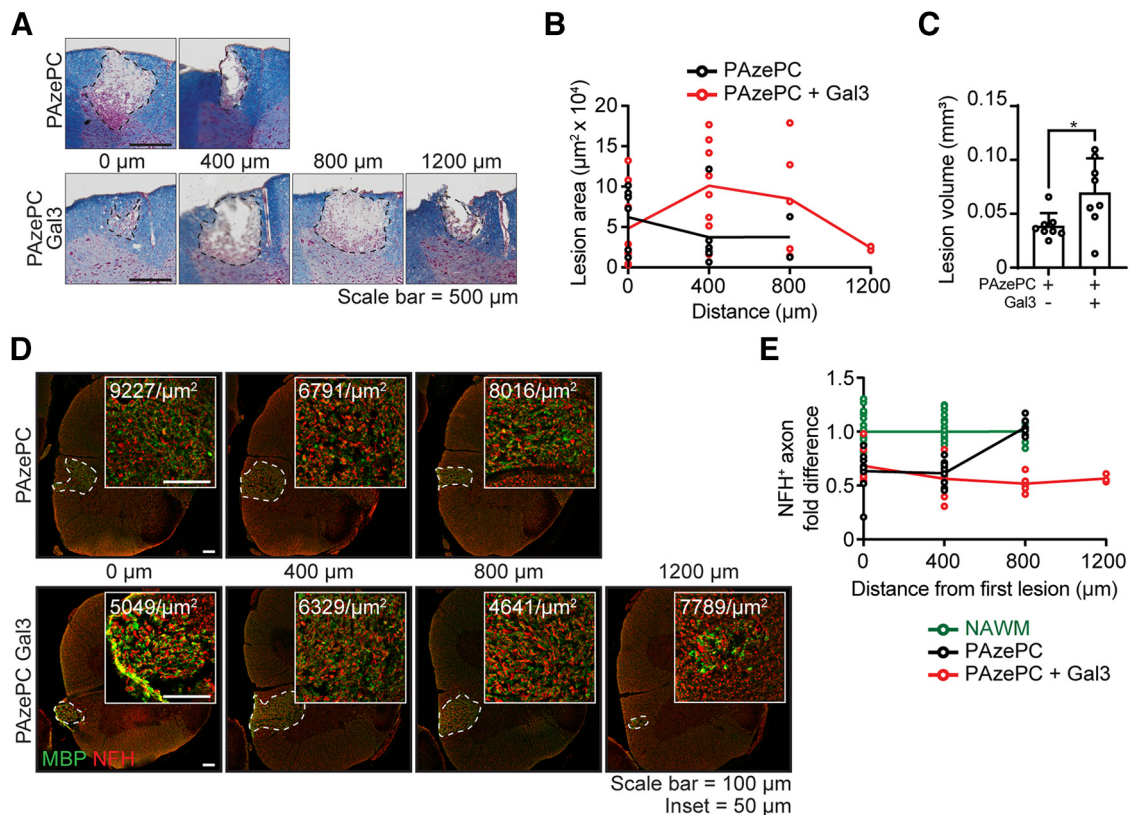 A
PAzePC
0 µm
400 µm
800 µm
1200 µm
PAzePC
Gal3
Scale bar = 500 µm
B
PAzePC
PAzePC + Gal3
Lesion area (µm² x 10⁴)
20
15
10
5
0
0
400
800
1200
Distance (µm)
C
Lesion volume (mm³)
0.15
0.10
0.05
0
*
PAzePC + +
Gal3 - +
D
PAzePC
9227/µm²
6791/µm²
8016/µm²
0 µm
400 µm
800 µm
1200 µm
PAzePC Gal3
5049/µm²
6329/µm²
4641/µm²
7789/µm²
MBP NFH
Scale bar = 100 µm
Inset = 50 µm
E
NFH⁺ axon
fold difference
1.5
1.0
0.5
0
0
400
800
1200
Distance from first lesion (µm)
NAWM
PAzePC
PAzePC + Gal3